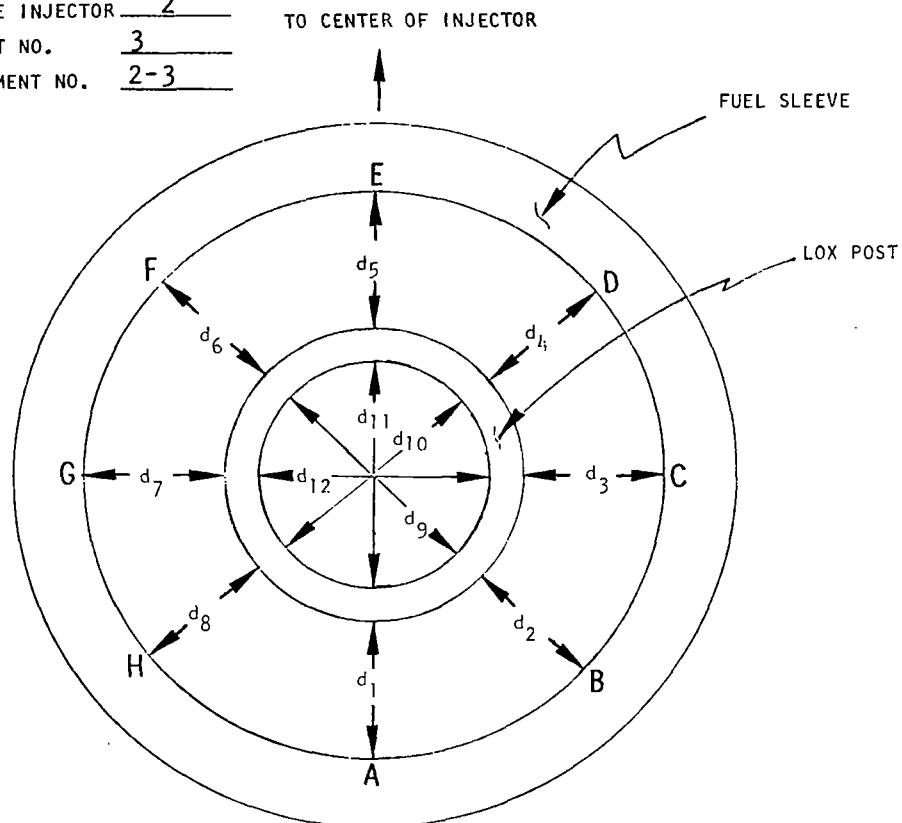 E INJECTOR 2
T NO. 3
MENT NO. 2-3
TO CENTER OF INJECTOR
FUEL SLEEVE
LOX POST
E
F
D
d5
d6
d4
d11
d10
G
d7
d12
d3
C
d9
d8
d2
H
B
d1
A